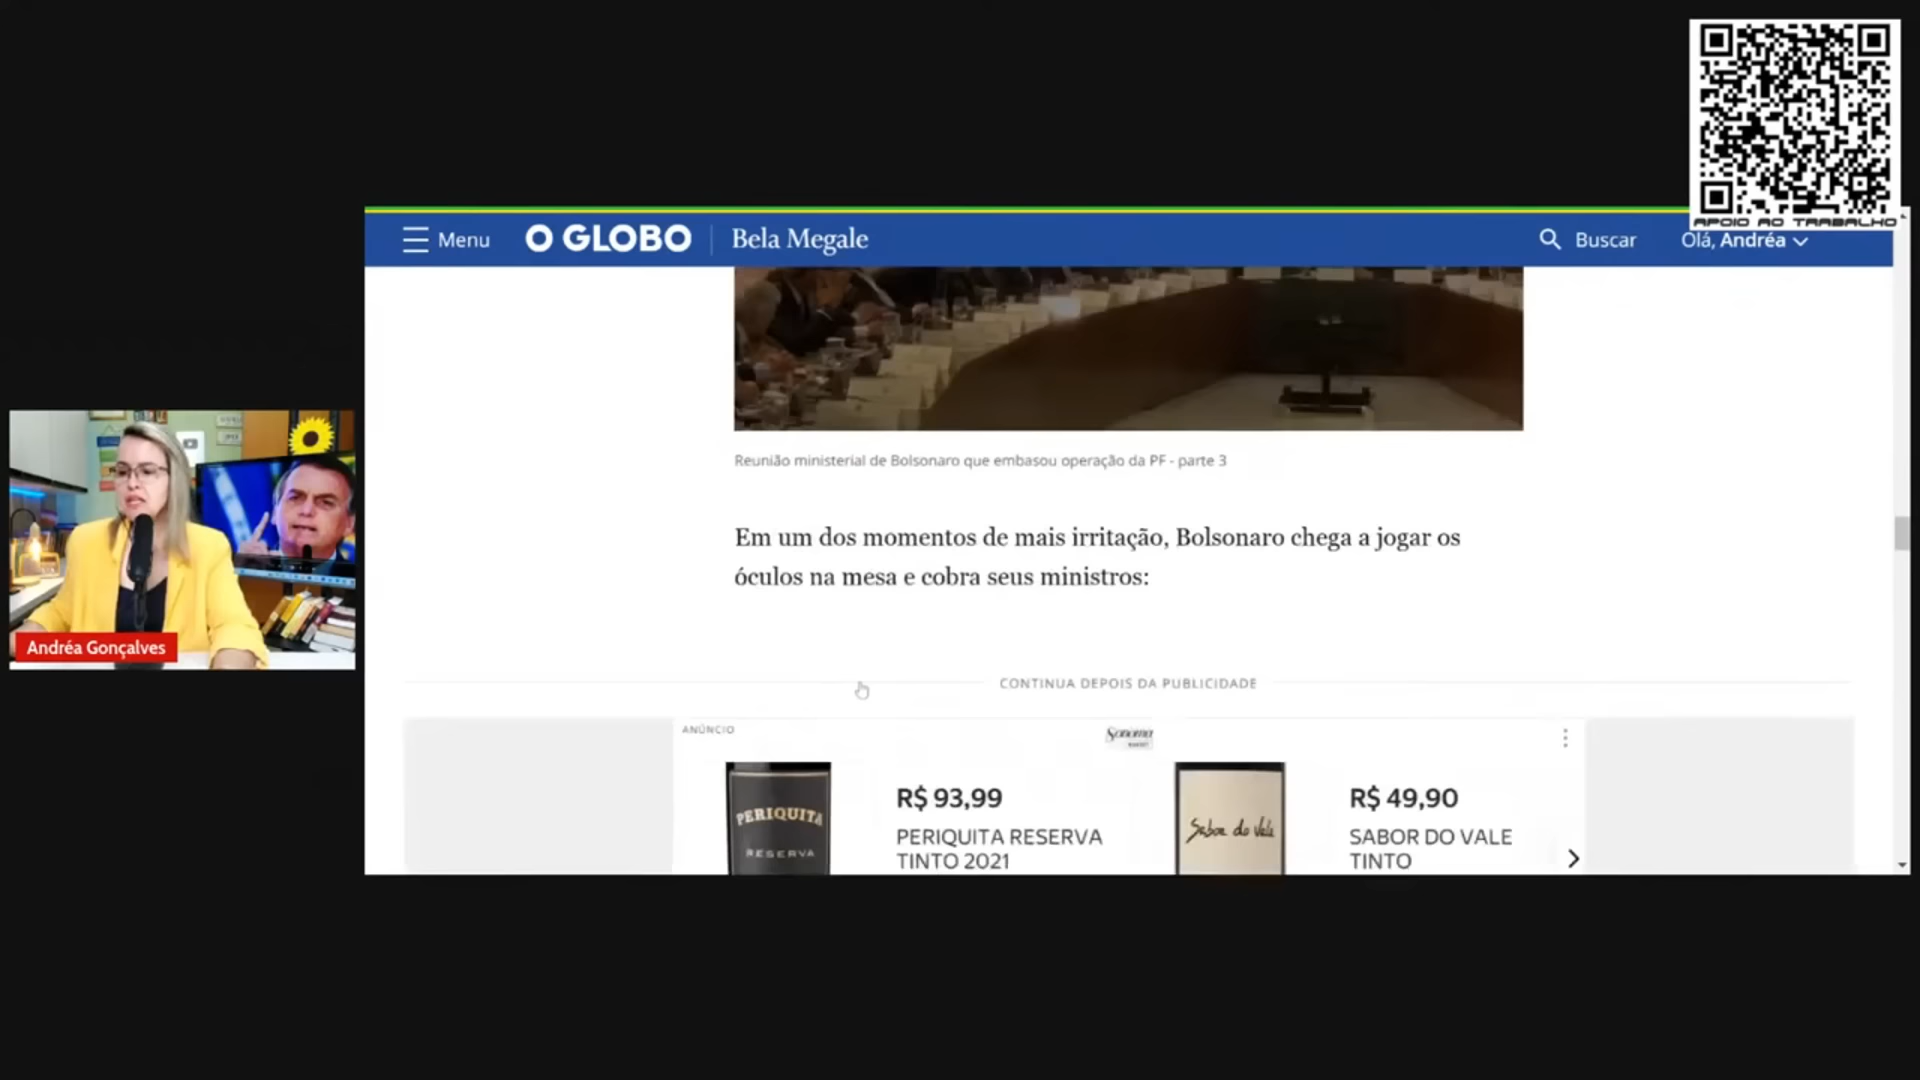 APOIO AO TRABALHO
Menu
O GLOBO
Bela Megale
Buscar
Olá, Andréa
Reunião ministerial de Bolsonaro que embasou operação da PF - parte 3
Em um dos momentos de mais irritação, Bolsonaro chega a jogar os
óculos na mesa e cobra seus ministros:
Andréa Gonçalves
CONTINUA DEPOIS DA PUBLICIDADE
ANÚNCIO
Sonoma
MARKET
PERIQUITA
RESERVA
R$ 93,99
PERIQUITA RESERVA
TINTO 2021
Sabor do Vale
R$ 49,90
SABOR DO VALE
TINTO